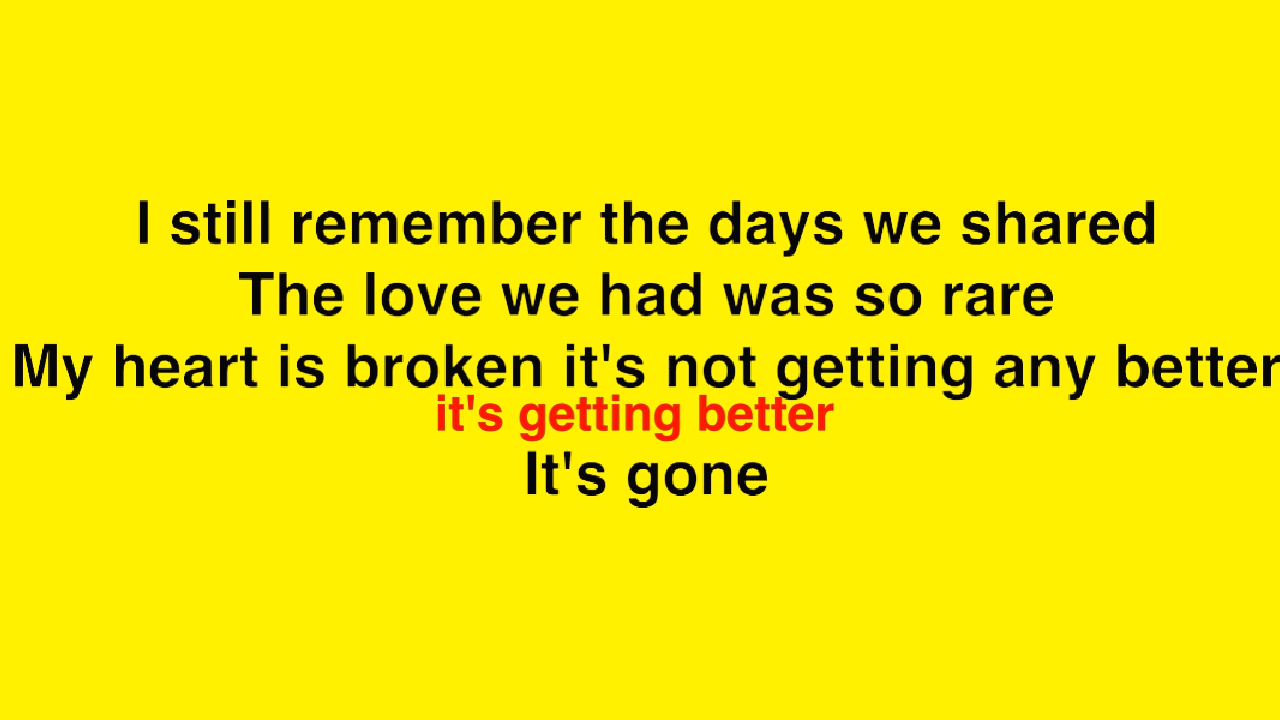 I still remember the days we shared
The love we had was so rare
My heart is broken it's not getting any better
it's getting better
It's gone